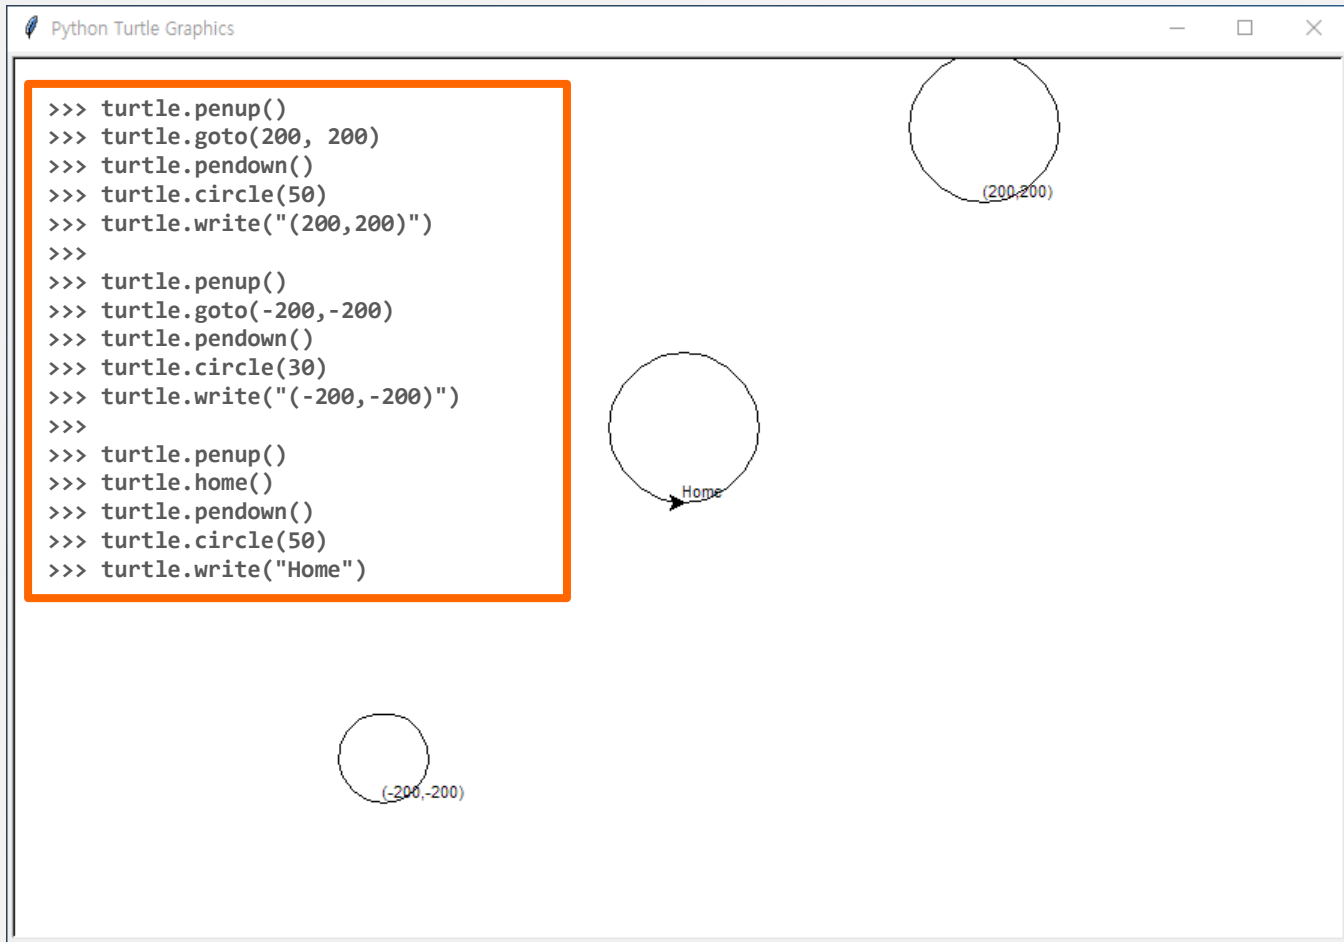 Python Turtle Graphics
>>> turtle.penup()
>>> turtle.goto(200, 200)
>>> turtle.pendown()
>>> turtle.circle(50)
>>> turtle.write("(200,200)")
>>>
>>> turtle.penup()
>>> turtle.goto(-200,-200)
>>> turtle.pendown()
>>> turtle.circle(30)
>>> turtle.write("(-200,-200)")
>>>
>>> turtle.penup()
>>> turtle.home()
>>> turtle.pendown()
>>> turtle.circle(50)
>>> turtle.write("Home")
(200,200)
Home
(-200,-200)